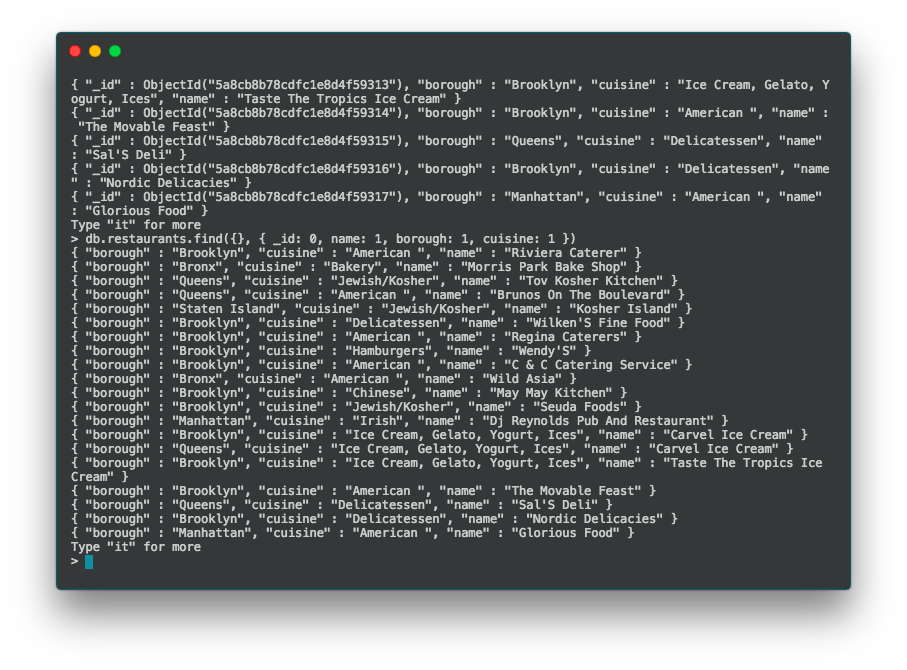 { "_id" : ObjectId("5a8cb8b78cdfc1e8d4f59313"), "borough" : "Brooklyn", "cuisine" : "Ice Cream, Gelato, Y
ogurt, Ices", "name" : "Taste The Tropics Ice Cream" }
{ "_id" : ObjectId("5a8cb8b78cdfc1e8d4f59314"), "borough" : "Brooklyn", "cuisine" : "American ", "name" :
 "The Movable Feast" }
{ "_id" : ObjectId("5a8cb8b78cdfc1e8d4f59315"), "borough" : "Queens", "cuisine" : "Delicatessen", "name"
: "Sal'S Deli" }
{ "_id" : ObjectId("5a8cb8b78cdfc1e8d4f59316"), "borough" : "Brooklyn", "cuisine" : "Delicatessen", "name
" : "Nordic Delicacies" }
{ "_id" : ObjectId("5a8cb8b78cdfc1e8d4f59317"), "borough" : "Manhattan", "cuisine" : "American ", "name"
: "Glorious Food" }
Type "it" for more
> db.restaurants.find({}, { _id: 0, name: 1, borough: 1, cuisine: 1 })
{ "borough" : "Brooklyn", "cuisine" : "American ", "name" : "Riviera Caterer" }
{ "borough" : "Bronx", "cuisine" : "Bakery", "name" : "Morris Park Bake Shop" }
{ "borough" : "Queens", "cuisine" : "Jewish/Kosher", "name" : "Tov Kosher Kitchen" }
{ "borough" : "Queens", "cuisine" : "American ", "name" : "Brunos On The Boulevard" }
{ "borough" : "Staten Island", "cuisine" : "Jewish/Kosher", "name" : "Kosher Island" }
{ "borough" : "Brooklyn", "cuisine" : "Delicatessen", "name" : "Wilken'S Fine Food" }
{ "borough" : "Brooklyn", "cuisine" : "American ", "name" : "Regina Caterers" }
{ "borough" : "Brooklyn", "cuisine" : "Hamburgers", "name" : "Wendy'S" }
{ "borough" : "Brooklyn", "cuisine" : "American ", "name" : "C & C Catering Service" }
{ "borough" : "Bronx", "cuisine" : "American ", "name" : "Wild Asia" }
{ "borough" : "Brooklyn", "cuisine" : "Chinese", "name" : "May May Kitchen" }
{ "borough" : "Brooklyn", "cuisine" : "Jewish/Kosher", "name" : "Seuda Foods" }
{ "borough" : "Manhattan", "cuisine" : "Irish", "name" : "Dj Reynolds Pub And Restaurant" }
{ "borough" : "Brooklyn", "cuisine" : "Ice Cream, Gelato, Yogurt, Ices", "name" : "Carvel Ice Cream" }
{ "borough" : "Queens", "cuisine" : "Ice Cream, Gelato, Yogurt, Ices", "name" : "Carvel Ice Cream" }
{ "borough" : "Brooklyn", "cuisine" : "Ice Cream, Gelato, Yogurt, Ices", "name" : "Taste The Tropics Ice
Cream" }
{ "borough" : "Brooklyn", "cuisine" : "American ", "name" : "The Movable Feast" }
{ "borough" : "Queens", "cuisine" : "Delicatessen", "name" : "Sal'S Deli" }
{ "borough" : "Brooklyn", "cuisine" : "Delicatessen", "name" : "Nordic Delicacies" }
{ "borough" : "Manhattan", "cuisine" : "American ", "name" : "Glorious Food" }
Type "it" for more
>